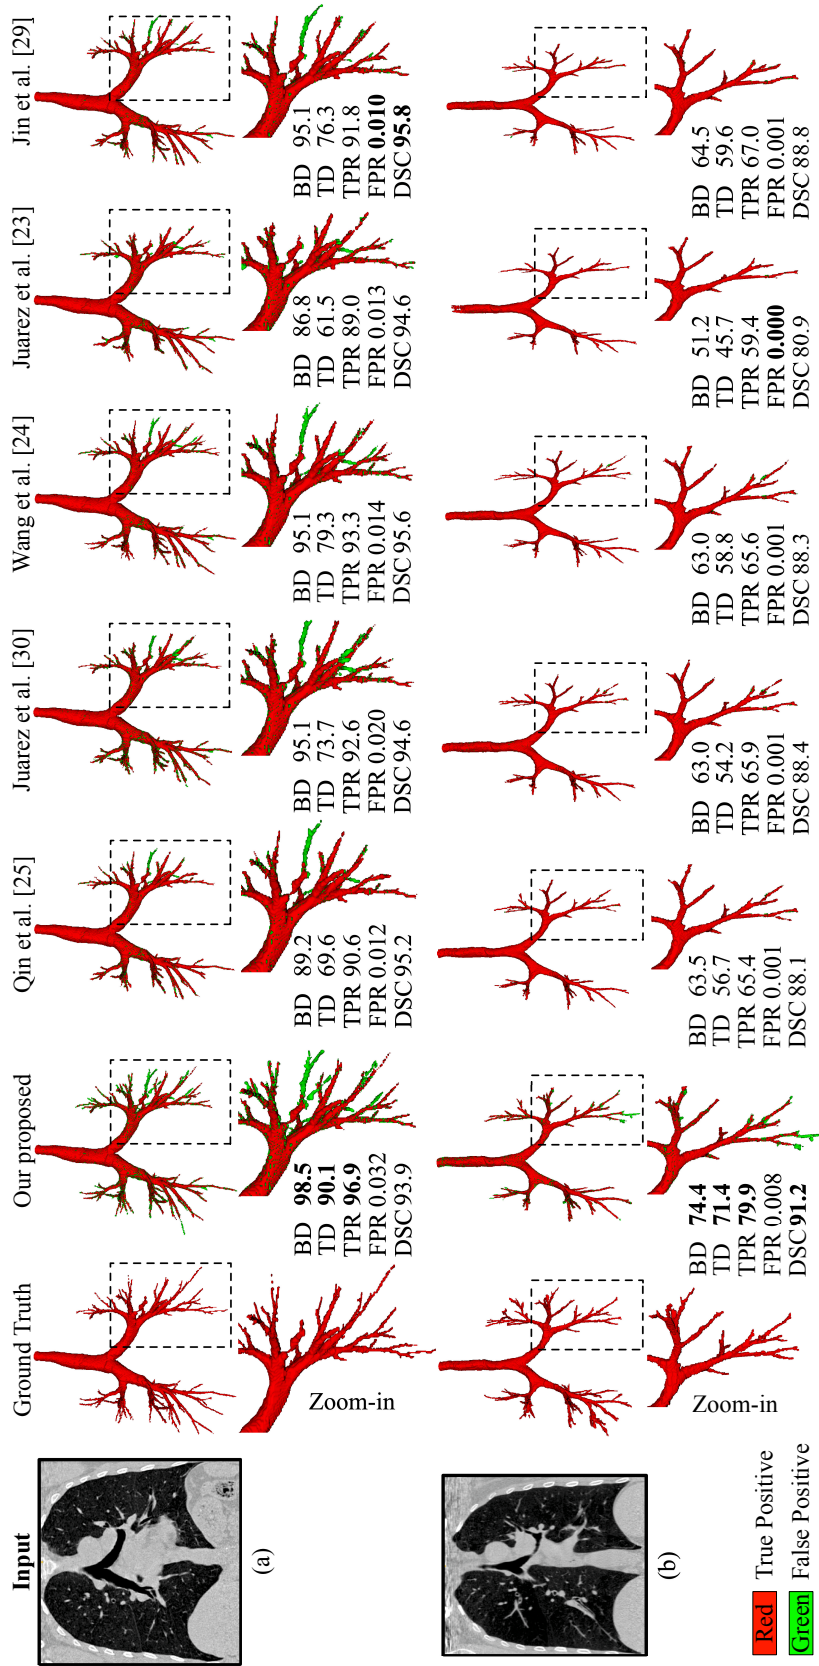 Input
Ground Truth
Our proposed
Qin et al. [25]
Juarez et al. [30]
Wang et al. [24]
Juarez et al. [23]
Jin et al. [29]
(a)
Zoom-in
BD 98.5
TD 90.1
TPR 96.9
FPR 0.032
DSC 93.9
BD 89.2
TD 69.6
TPR 90.6
FPR 0.012
DSC 95.2
BD 95.1
TD 73.7
TPR 92.6
FPR 0.020
DSC 94.6
BD 95.1
TD 79.3
TPR 93.3
FPR 0.014
DSC 95.6
BD 86.8
TD 61.5
TPR 89.0
FPR 0.013
DSC 94.6
BD 95.1
TD 76.3
TPR 91.8
FPR 0.010
DSC 95.8
(b)
Zoom-in
BD 74.4
TD 71.4
TPR 79.9
FPR 0.008
DSC 91.2
BD 63.5
TD 56.7
TPR 65.4
FPR 0.001
DSC 88.1
BD 63.0
TD 54.2
TPR 65.9
FPR 0.001
DSC 88.4
BD 63.0
TD 58.8
TPR 65.6
FPR 0.001
DSC 88.3
BD 51.2
TD 45.7
TPR 59.4
FPR 0.000
DSC 80.9
BD 64.5
TD 59.6
TPR 67.0
FPR 0.001
DSC 88.8
Red True Positive
Green False Positive